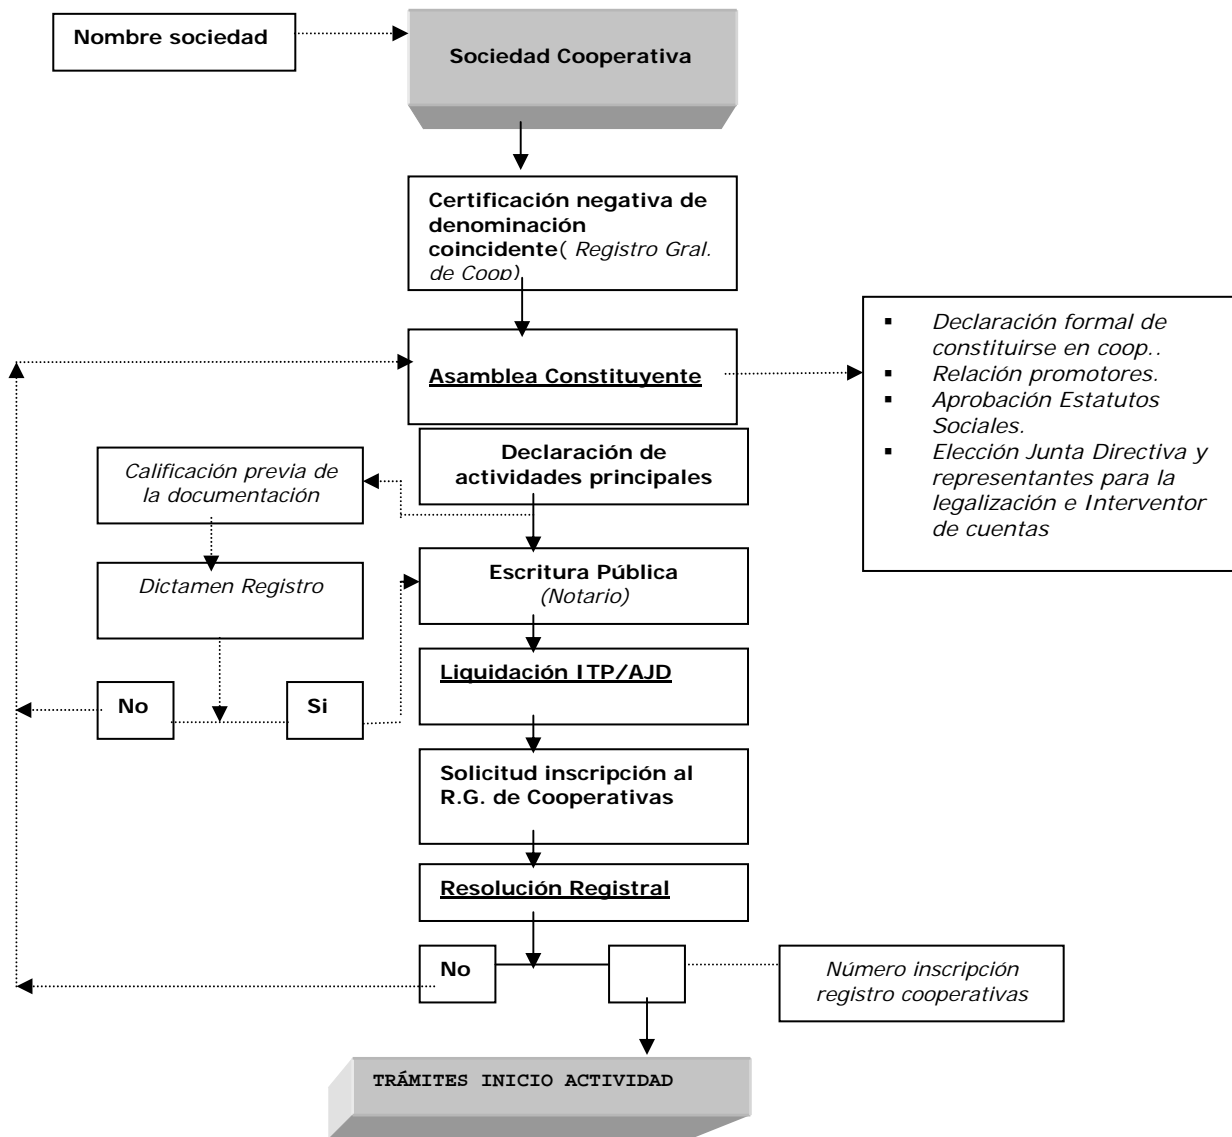 Nombre sociedad
Sociedad Cooperativa
Certificación negativa de
denominación
coincidente( Registro Gral.
de Coop)
Asamblea Constituyente
▪ Declaración formal de
constituirse en coop..
▪ Relación promotores.
▪ Aprobación Estatutos
Sociales.
▪ Elección Junta Directiva y
representantes para la
legalización e Interventor
de cuentas
Declaración de
actividades principales
Calificación previa de
la documentación
Dictamen Registro
Escritura Pública
(Notario)
Liquidación ITP/AJD
No
Si
Solicitud inscripción al
R.G. de Cooperativas
Resolución Registral
No
Número inscripción
registro cooperativas
TRÁMITES INICIO ACTIVIDAD